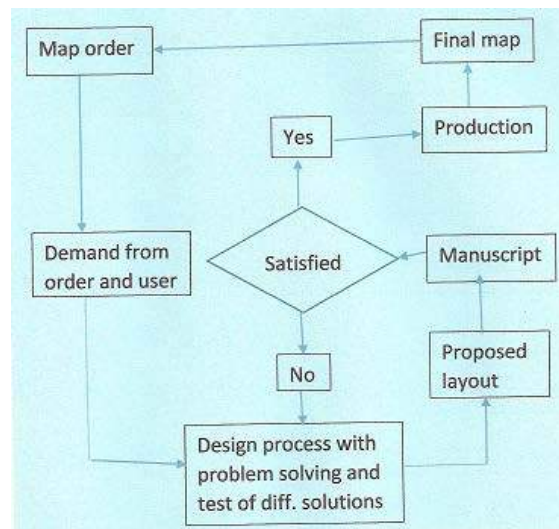 Map order
Final map
Yes
Production
Demand from
order and user
Satisfied
Manuscript
No
Proposed
layout
Design process with
problem solving and
test of diff. solutions